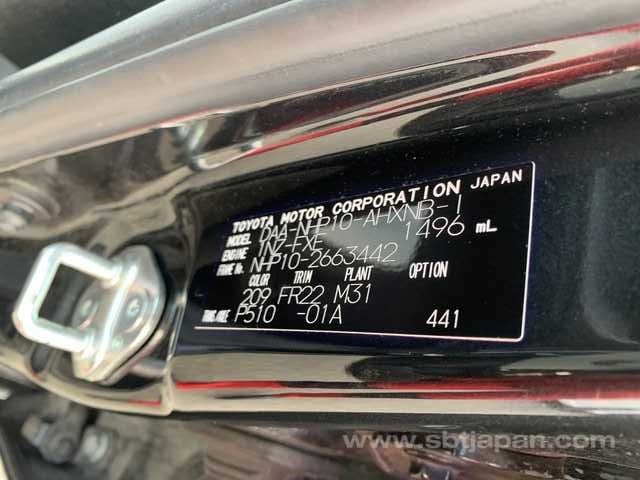 TOYOTA MOTOR CORPORATION JAPAN
MODEL DAA-NHP10-AHXNB-1
ENGINE 1NZ-FXE 1496 mL
FRAME No. NHP10-2663442
COLOR TRIM PLANT OPTION
209 FR22 M31
TRANS./AXLE P510 -01A 441
www.sbtjapan.com